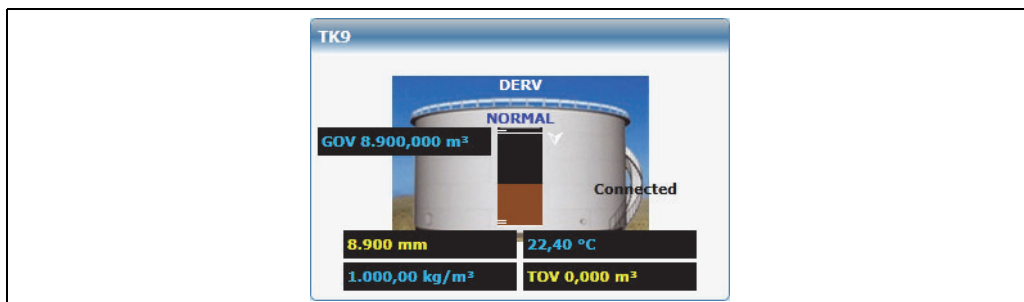 TK9
DERV
NORMAL
GOV 8.900,000 m³
Connected
8.900 mm
22,40 °C
1.000,00 kg/m³
TOV 0,000 m³